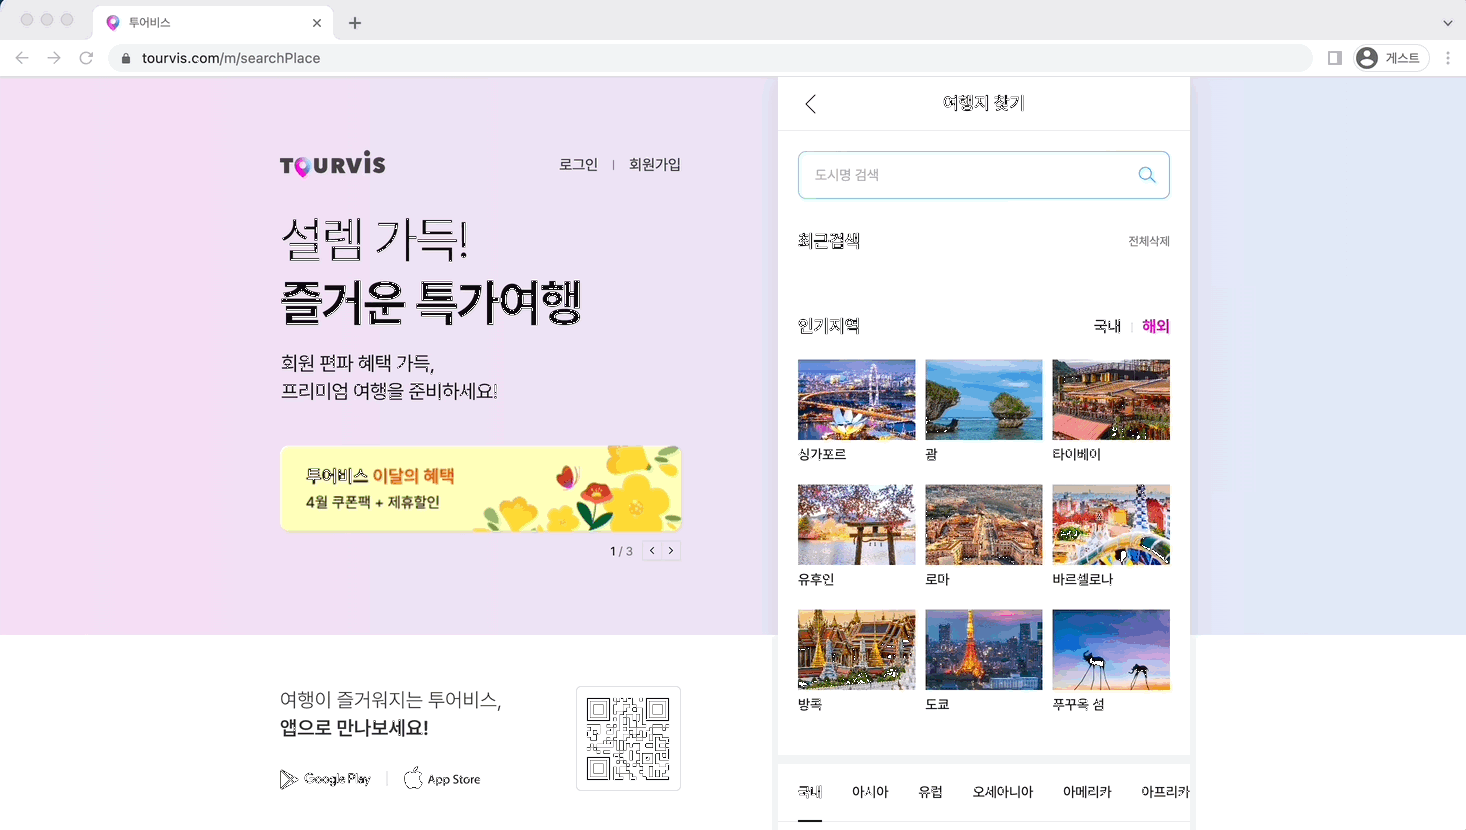 투어비스
tourvis.com/m/searchPlace
게스트
TOURVIS
로그인 | 회원가입
설렘 가득!
즐거운 특가여행
회원 편파 혜택 가득,
프리미엄 여행을 준비하세요!
투어비스 이달의 혜택
4월 쿠폰팩 + 제휴할인
1 / 3
여행이 즐거워지는 투어비스,
앱으로 만나보세요!
Google Play | App Store
여행지 찾기
도시명 검색
최근검색 전체삭제
인기지역 국내 | 해외
싱가포르 괌 타이베이
유후인 로마 바르셀로나
방콕 도쿄 푸꾸옥 섬
국내 아시아 유럽 오세아니아 아메리카 아프리카